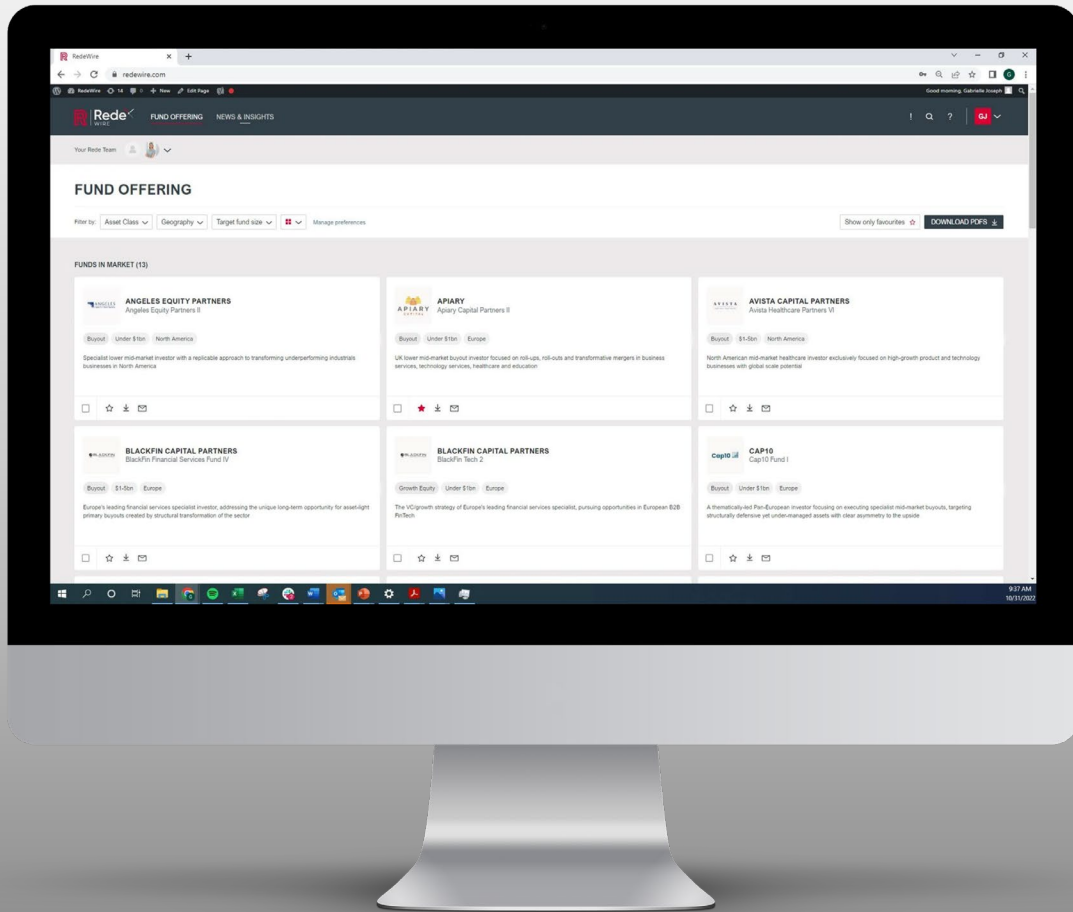 RedeWire
redewire.com
RedeWire 14 New Edit Page
Good morning, Gabrielle Joseph
Rede
WIRE
FUND OFFERING NEWS & INSIGHTS
! ? GJ
Your Rede Team
FUND OFFERING
Filter by: Asset Class Geography Target fund size Manage preferences
Show only favourites DOWNLOAD PDFS
FUNDS IN MARKET (13)
ANGELES
ANGELES EQUITY PARTNERS
Angeles Equity Partners II
Buyout Under $1bn North America
Specialist lower mid-market investor with a replicable approach to transforming underperforming industrials
businesses in North America
APIARY
CAPITAL
APIARY
Apiary Capital Partners II
Buyout Under $1bn Europe
UK lower mid-market buyout investor focused on roll-ups, roll-outs and transformative mergers in business
services, technology services, healthcare and education
AVISTA
AVISTA CAPITAL PARTNERS
Avista Healthcare Partners VI
Buyout $1-5bn North America
North American mid-market healthcare investor exclusively focused on high-growth product and technology
businesses with global scale potential
BLACKFIN CAPITAL PARTNERS
BlackFin Financial Services Fund IV
Buyout $1-5bn Europe
Europe's leading financial services specialist investor, addressing the unique long-term opportunity for asset-light
primary buyouts created by structural transformation of the sector
BLACKFIN CAPITAL PARTNERS
BlackFin Tech 2
Growth Equity Under $1bn Europe
The VC/growth strategy of Europe's leading financial services specialist, pursuing opportunities in European B2B
FinTech
Cap10
CAP10
Cap10 Fund I
Buyout Under $1bn Europe
A thematically-led Pan-European investor focusing on executing specialist mid-market buyouts, targeting
structurally defensive yet under-managed assets with clear asymmetry to the upside
9:37 AM
10/31/2022